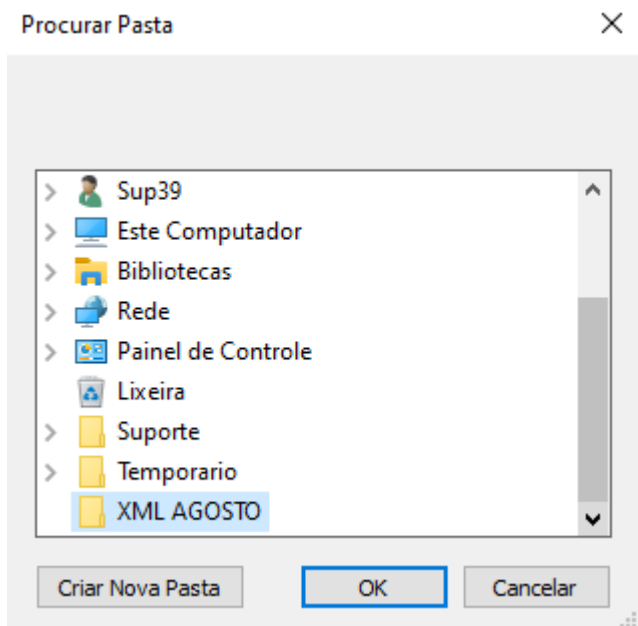 Procurar Pasta
Sup39
Este Computador
Bibliotecas
Rede
Painel de Controle
Lixeira
Suporte
Temporario
XML AGOSTO
Criar Nova Pasta OK Cancelar